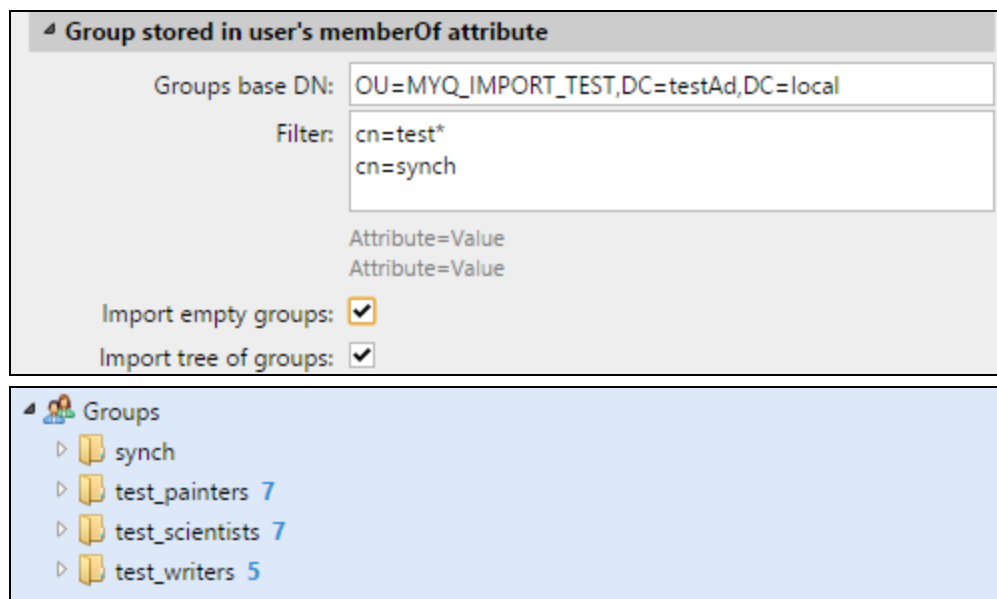 Group stored in user's memberOf attribute
Groups base DN: OU=MYQ_IMPORT_TEST,DC=testAd,DC=local
Filter: cn=test*
cn=synch
Attribute=Value
Attribute=Value
Import empty groups:
Import tree of groups:
Groups
synch
test_painters 7
test_scientists 7
test_writers 5